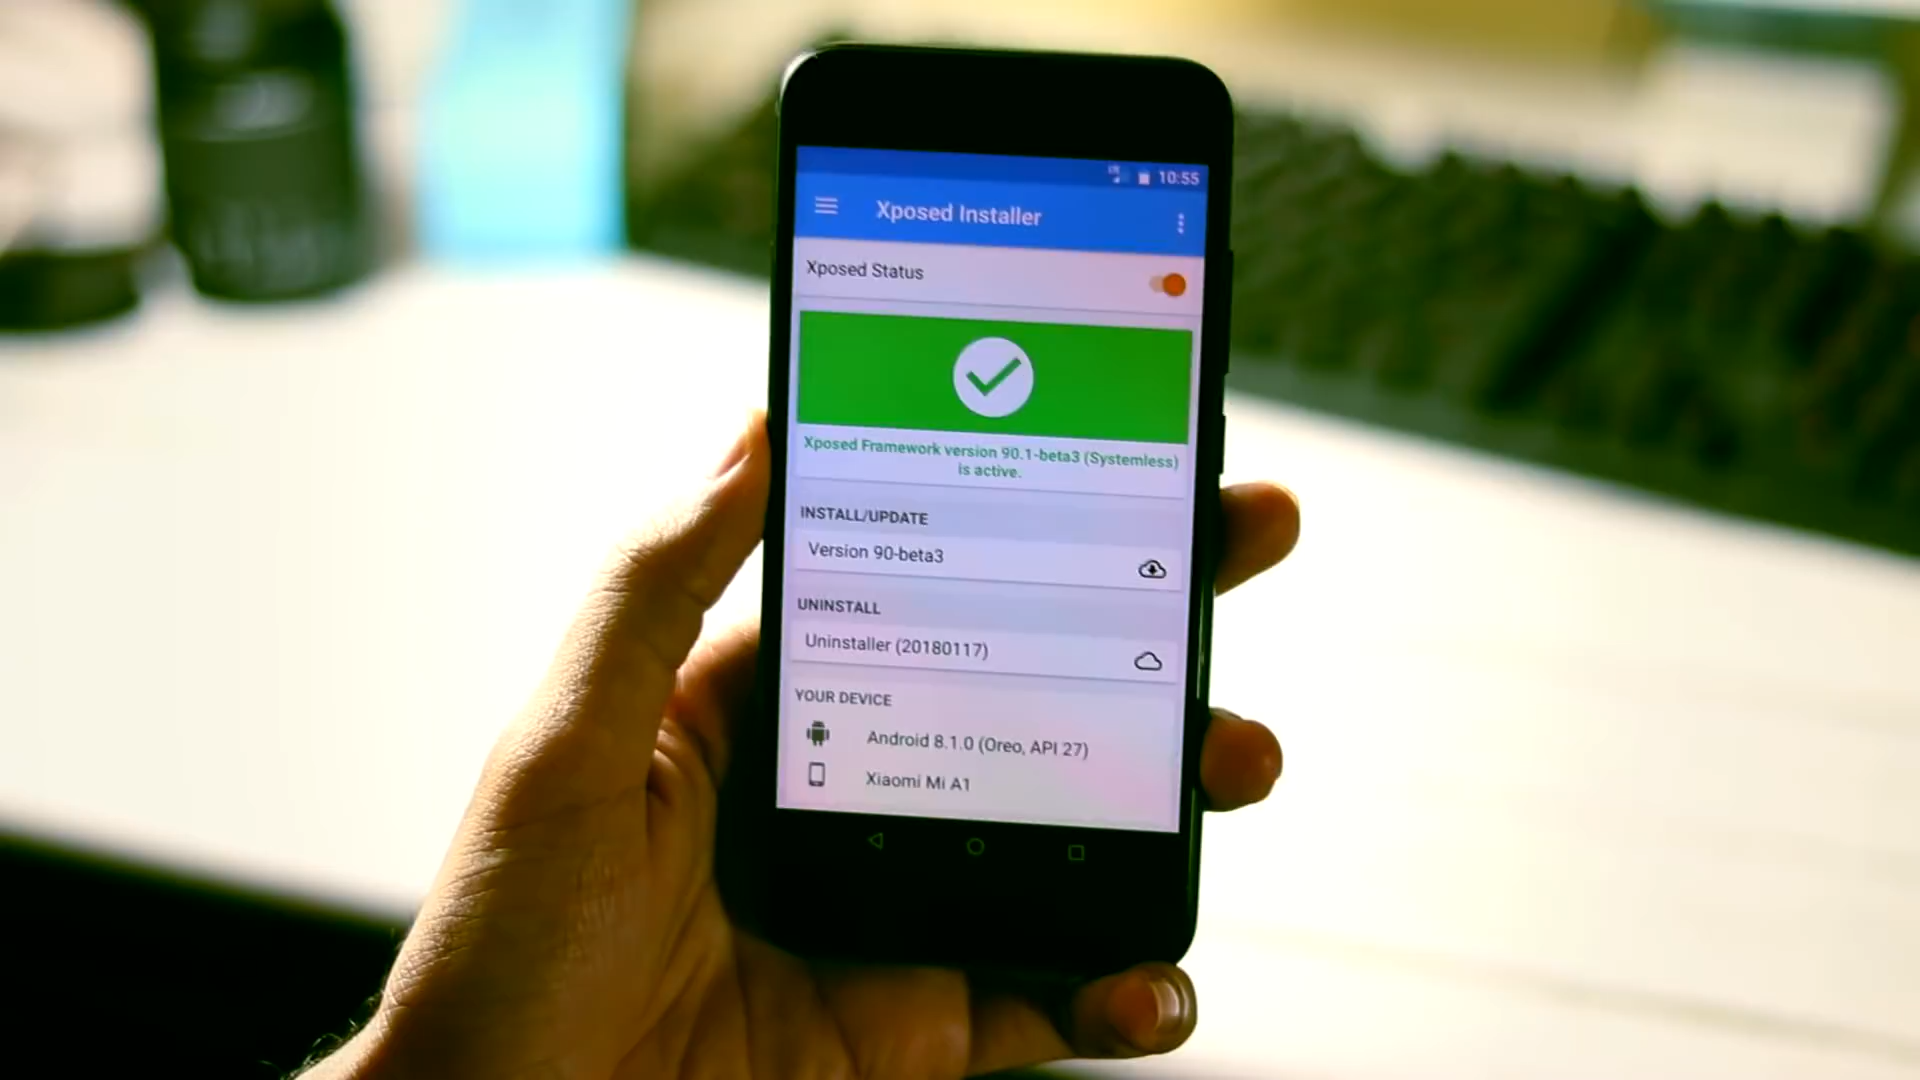 10:55
Xposed Installer
Xposed Status
Xposed Framework version 90.1-beta3 (Systemless)
is active.
INSTALL/UPDATE
Version 90-beta3
UNINSTALL
Uninstaller (20180117)
YOUR DEVICE
Android 8.1.0 (Oreo, API 27)
Xiaomi Mi A1